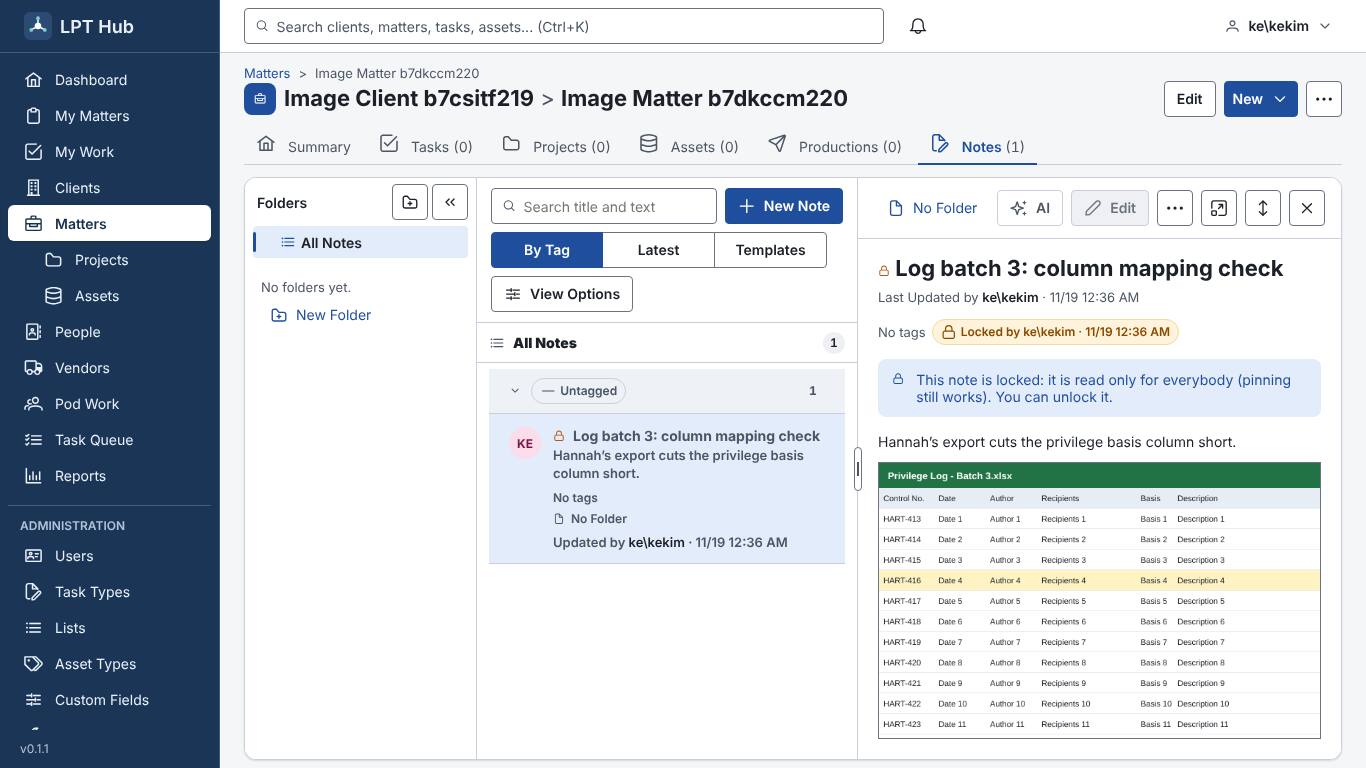 LPT Hub
Search clients, matters, tasks, assets... (Ctrl+K)
ke\kekim
Dashboard
My Matters
My Work
Clients
Matters
Projects
Assets
People
Vendors
Pod Work
Task Queue
Reports
ADMINISTRATION
Users
Task Types
Lists
Asset Types
Custom Fields
v0.1.1
Matters > Image Matter b7dkccm220
Image Client b7csitf219 > Image Matter b7dkccm220
Edit
New
Summary
Tasks (0)
Projects (0)
Assets (0)
Productions (0)
Notes (1)
Folders
All Notes
No folders yet.
New Folder
Search title and text
New Note
By Tag
Latest
Templates
View Options
All Notes
1
— Untagged
1
KE
Log batch 3: column mapping check
Hannah’s export cuts the privilege basis
column short.
No tags
No Folder
Updated by ke\kekim · 11/19 12:36 AM
No Folder
AI
Edit
Log batch 3: column mapping check
Last Updated by ke\kekim · 11/19 12:36 AM
No tags
Locked by ke\kekim · 11/19 12:36 AM
This note is locked: it is read only for everybody (pinning
still works). You can unlock it.
Hannah’s export cuts the privilege basis column short.
Privilege Log - Batch 3.xlsx
Control No. Date Author Recipients Basis Description
HART-413 Date 1 Author 1 Recipients 1 Basis 1 Description 1
HART-414 Date 2 Author 2 Recipients 2 Basis 2 Description 2
HART-415 Date 3 Author 3 Recipients 3 Basis 3 Description 3
HART-416 Date 4 Author 4 Recipients 4 Basis 4 Description 4
HART-417 Date 5 Author 5 Recipients 5 Basis 5 Description 5
HART-418 Date 6 Author 6 Recipients 6 Basis 6 Description 6
HART-419 Date 7 Author 7 Recipients 7 Basis 7 Description 7
HART-420 Date 8 Author 8 Recipients 8 Basis 8 Description 8
HART-421 Date 9 Author 9 Recipients 9 Basis 9 Description 9
HART-422 Date 10 Author 10 Recipients 10 Basis 10 Description 10
HART-423 Date 11 Author 11 Recipients 11 Basis 11 Description 11